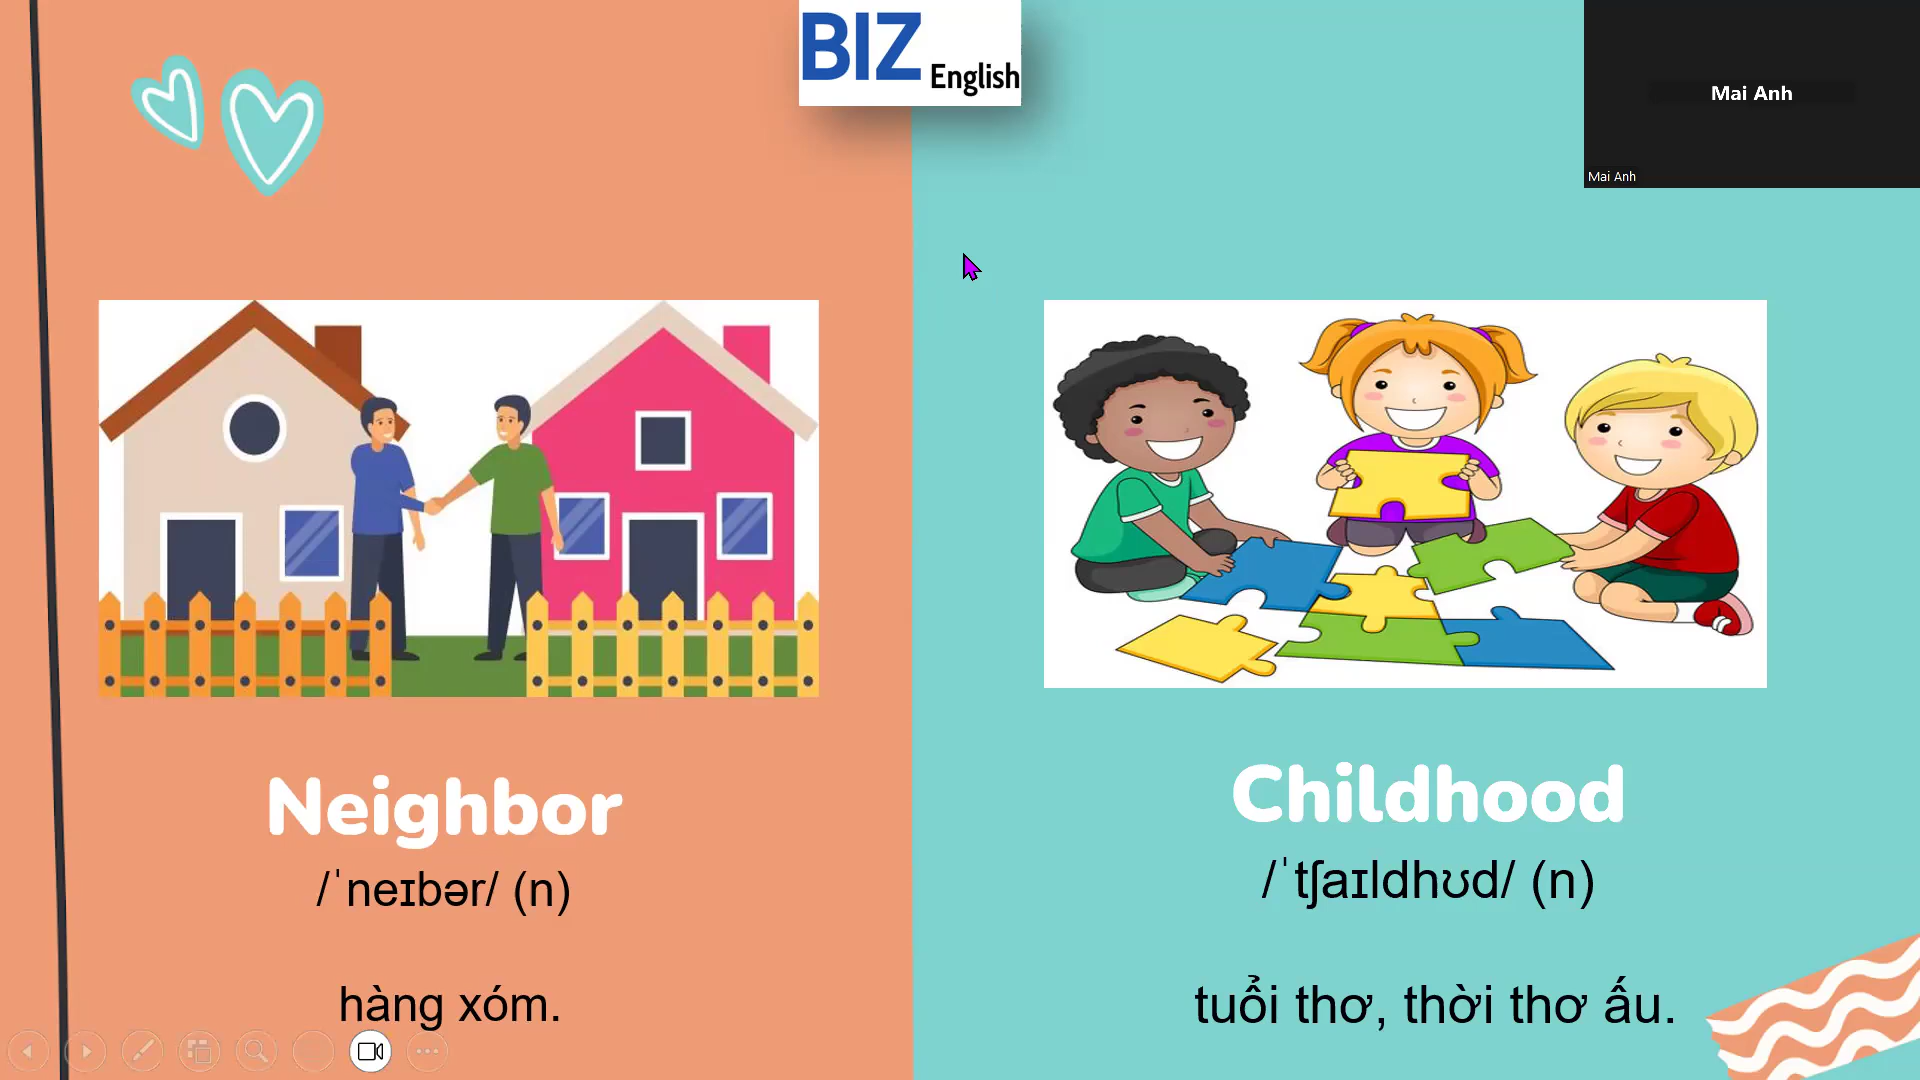 BIZ English
Mai Anh
Mai Anh
Neighbor
/ˈneɪbər/ (n)
hàng xóm.
Childhood
/ˈtʃaɪldhʊd/ (n)
tuổi thơ, thời thơ ấu.